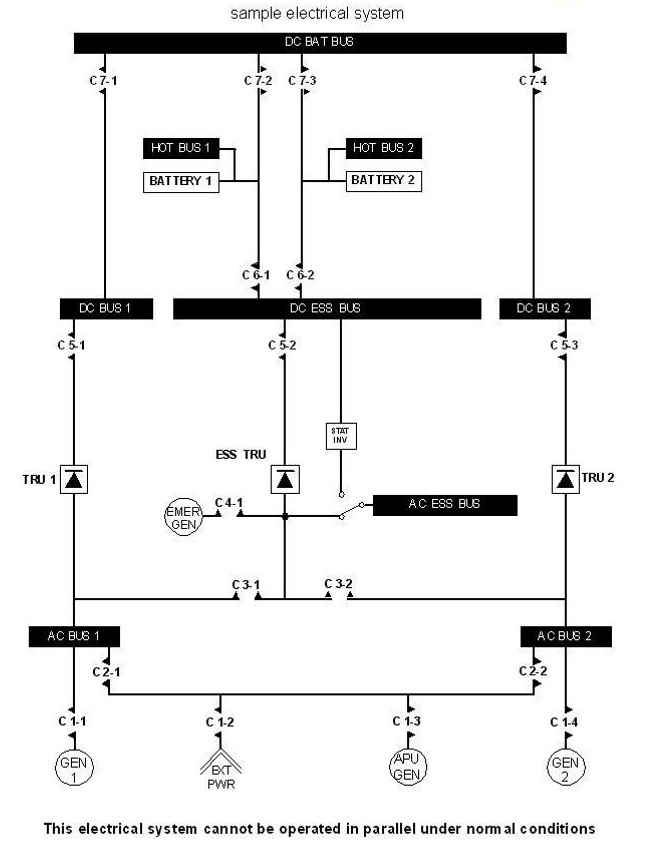 sample electrical system
DC BAT BUS
C 7-1
C 7-2
C 7-3
C 7-4
HOT BUS 1
HOT BUS 2
BATTERY 1
BATTERY 2
C 6-1
C 6-2
DC BUS 1
DC ESS BUS
DC BUS 2
C 5-1
C 5-2
C 5-3
STAT
INV
ESS TRU
TRU 1
TRU 2
C 4-1
AC ESS BUS
EMER
GEN
C 3-1
C 3-2
AC BUS 1
AC BUS 2
C 2-1
C 2-2
C 1-1
C 1-2
C 1-3
C 1-4
GEN
1
EXT
PWR
APU
GEN
GEN
2
This electrical system cannot be operated in parallel under normal conditions